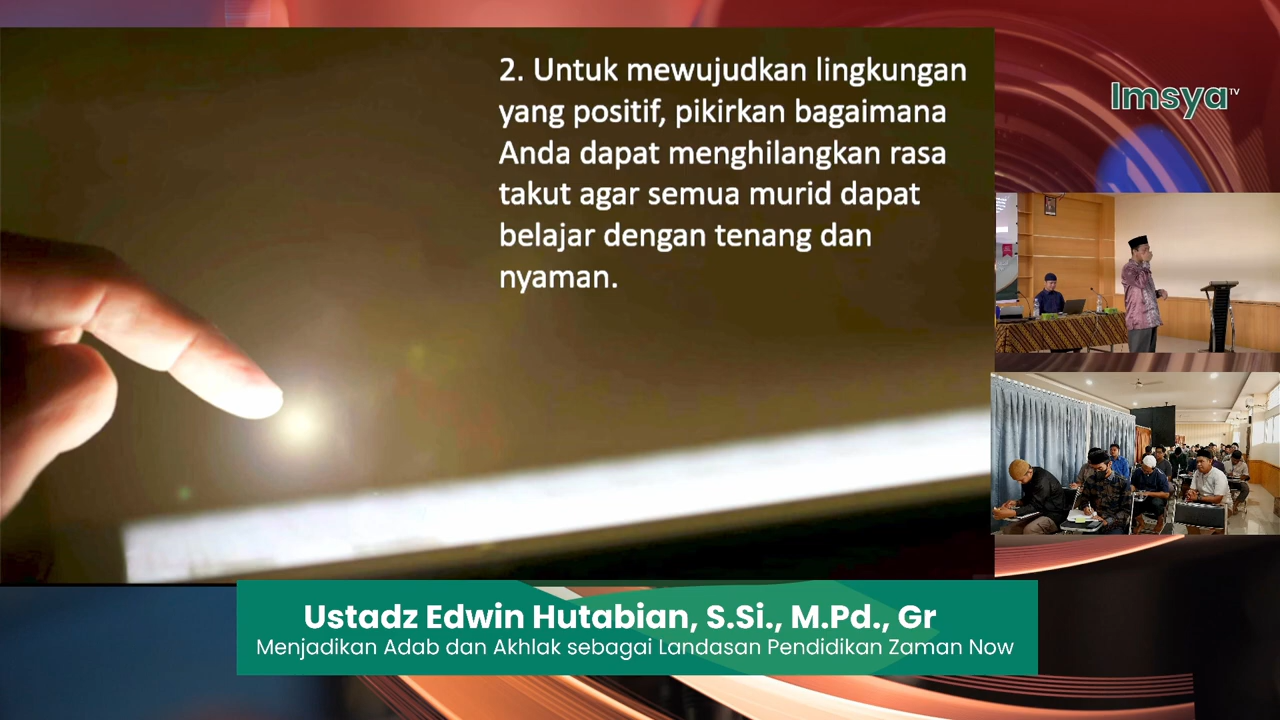 2. Untuk mewujudkan lingkungan
yang positif, pikirkan bagaimana
Anda dapat menghilangkan rasa
takut agar semua murid dapat
belajar dengan tenang dan
nyaman.
Imsya TV
Ustadz Edwin Hutabian, S.Si., M.Pd., Gr
Menjadikan Adab dan Akhlak sebagai Landasan Pendidikan Zaman Now